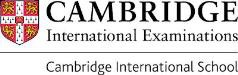 CAMBRIDGE
International Examinations
Cambridge International School